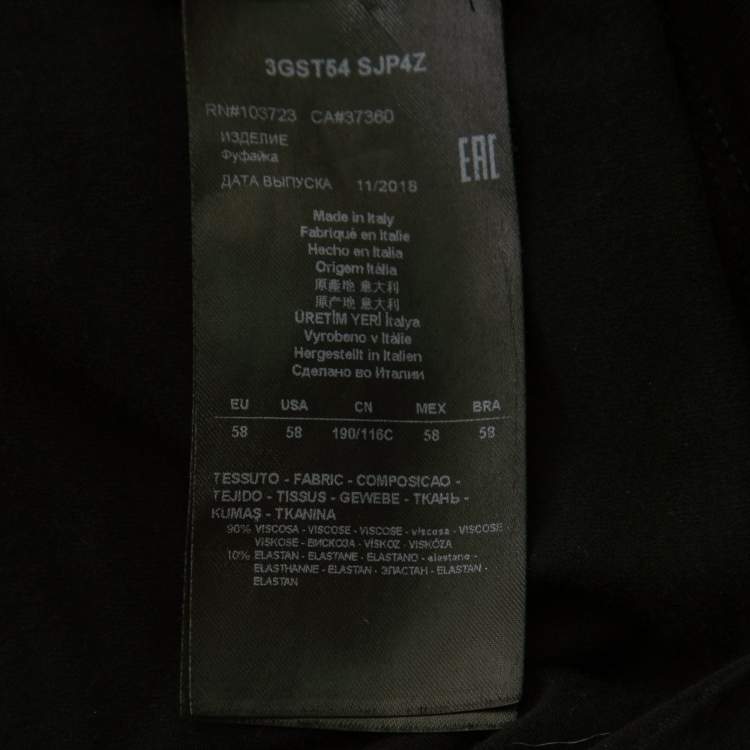 3GST54 SJP4Z
RN#103723 CA#37360
ИЗДЕЛИЕ
Фуфайка
EAC
ДАТА ВЫПУСКА 11/2018
Made in Italy
Fabriqué en Italie
Hecho en Italia
Origem Itália
原產地 意大利
原产地 意大利
ÜRETİM YERİ İtalya
Vyrobeno v Itálie
Hergestellt in Italien
Сделано во Италии
EU USA CN MEX BRA
58 58 190/116C 58 58
TESSUTO - FABRIC - COMPOSICAO -
TEJIDO - TISSUS - GEWEBE - ТКАНЬ -
KUMAŞ - TKANINA
90% VISCOSA - VISCOSE - VISCOSE - viscosa - VISCOSE
VISKOSE - ВИСКОЗА - VİSKOZ - VISKÓZA
10% ELASTAN - ELASTANE - ELASTANO - elastano -
ELASTHANNE - ELASTAN - ЭЛАСТАН - ELASTAN -
ELASTAN